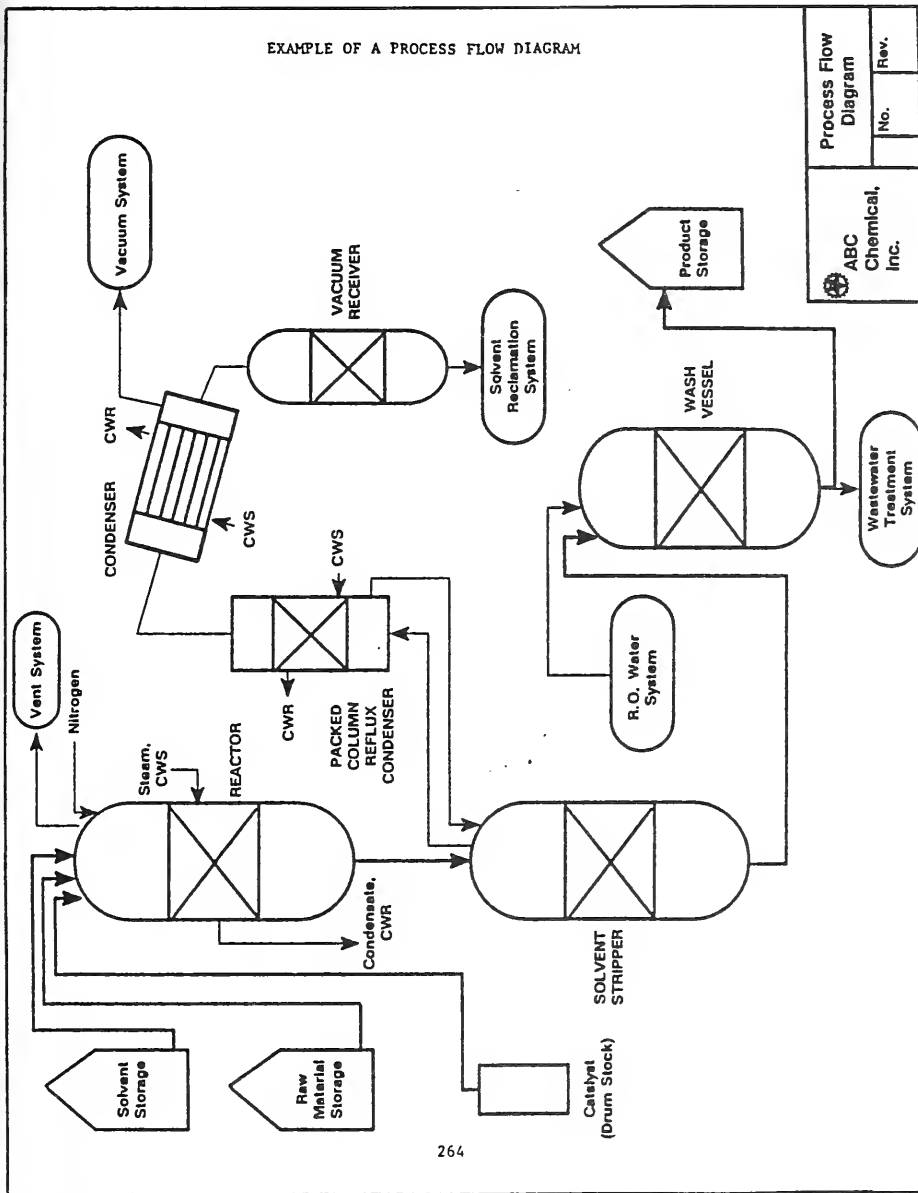 EXAMPLE OF A PROCESS FLOW DIAGRAM
Vent System
Nitrogen
Steam,
CWS
REACTOR
Condensate,
CWR
Solvent
Storage
Raw
Material
Storage
Catalyst
(Drum Stock)
CONDENSER
CWR
CWS
Vacuum System
VACUUM
RECEIVER
Solvent
Reclamation
System
CWS
CWR
PACKED
COLUMN
REFLUX
CONDENSER
SOLVENT
STRIPPER
R.O. Water
System
WASH
VESSEL
Product
Storage
Wastewater
Treatment
System
ABC
Chemical,
Inc.
Process Flow
Diagram
No.
Rev.
264